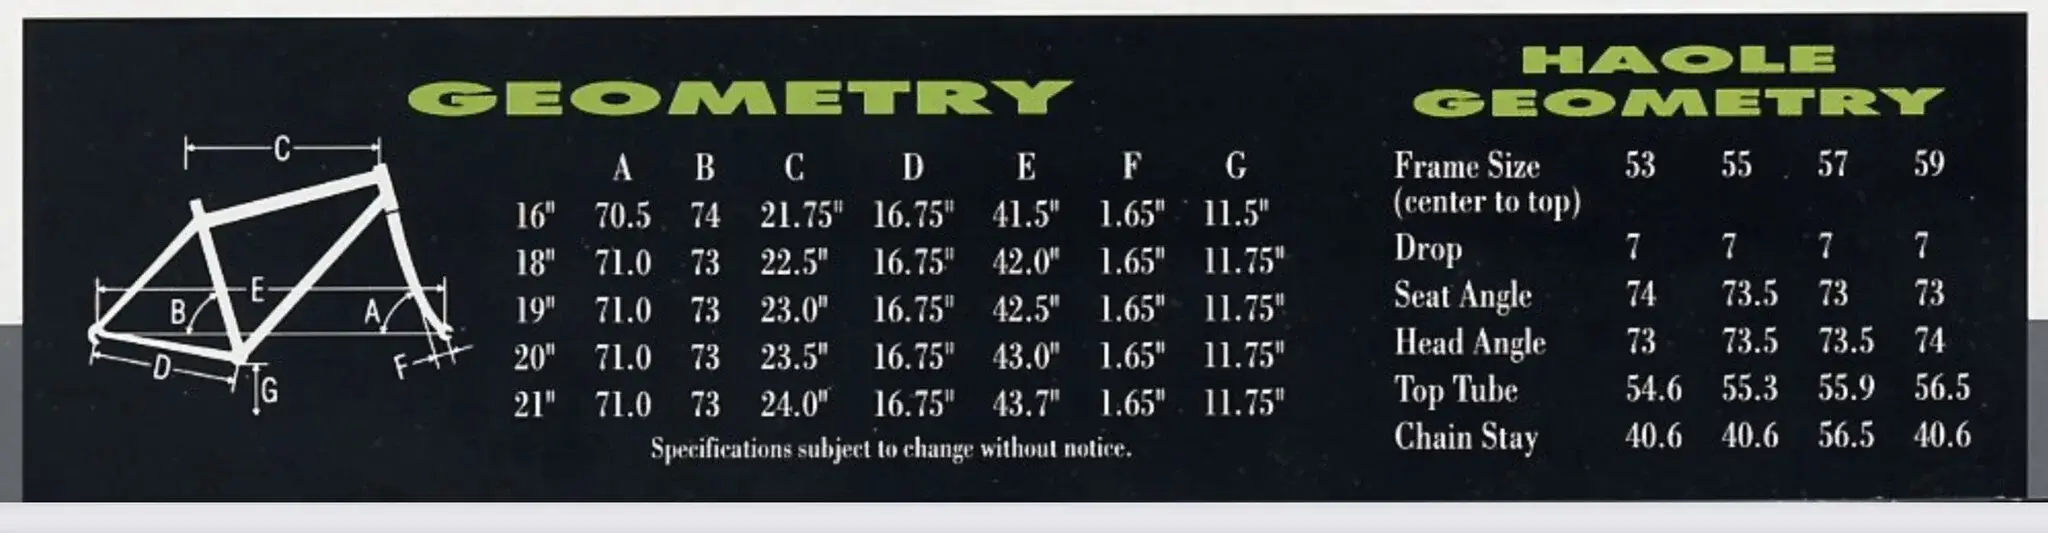 GEOMETRY
C
E
B
A
D
F
G
A B C D E F G
16" 70.5 74 21.75" 16.75" 41.5" 1.65" 11.5"
18" 71.0 73 22.5" 16.75" 42.0" 1.65" 11.75"
19" 71.0 73 23.0" 16.75" 42.5" 1.65" 11.75"
20" 71.0 73 23.5" 16.75" 43.0" 1.65" 11.75"
21" 71.0 73 24.0" 16.75" 43.7" 1.65" 11.75"
Specifications subject to change without notice.
HAOLE
GEOMETRY
Frame Size 53 55 57 59
(center to top)
Drop 7 7 7 7
Seat Angle 74 73.5 73 73
Head Angle 73 73.5 73.5 74
Top Tube 54.6 55.3 55.9 56.5
Chain Stay 40.6 40.6 56.5 40.6